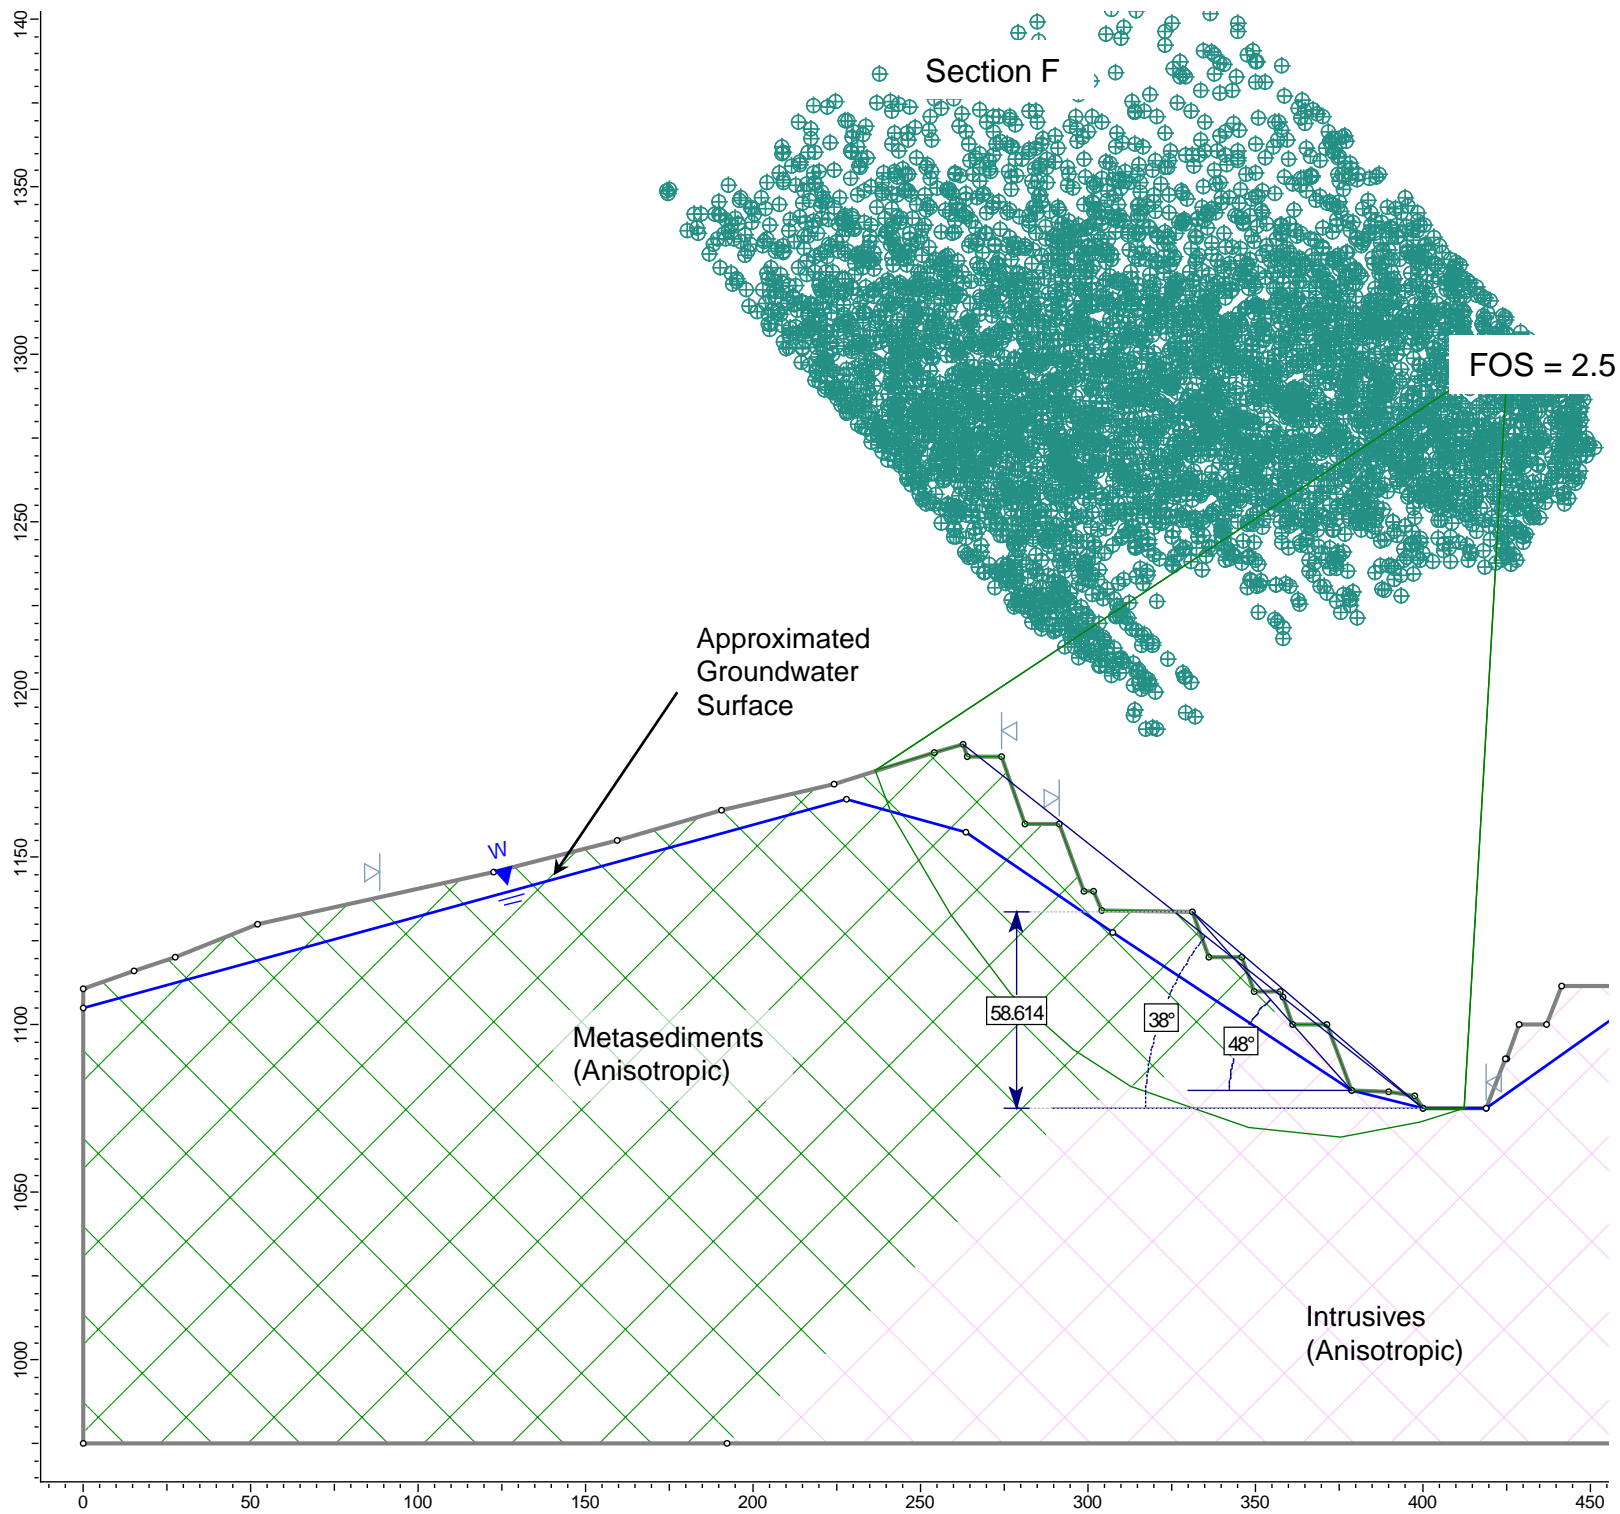 140
Section F
1350
1300
FOS = 2.5
1250
Approximated
Groundwater
Surface
1200
1150
W
58.614
38°
48°
1100
Metasediments
(Anisotropic)
1050
Intrusives
(Anisotropic)
1000
0 50 100 150 200 250 300 350 400 450